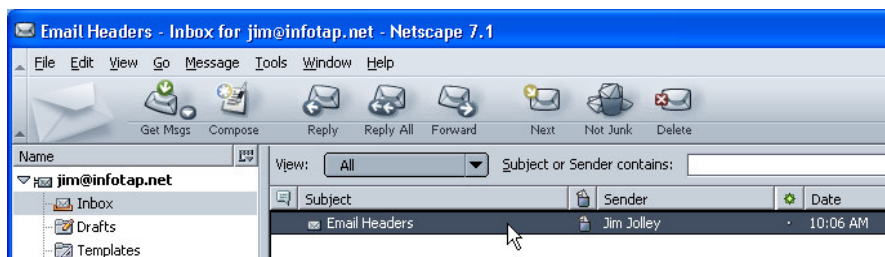 Email Headers - Inbox for jim@infotap.net - Netscape 7.1
File Edit View Go Message Tools Window Help
Get Msgs Compose Reply Reply All Forward Next Not Junk Delete
Name View: All Subject or Sender contains:
jim@infotap.net
Inbox Subject Sender Date
Drafts Email Headers Jim Jolley 10:06 AM
Templates